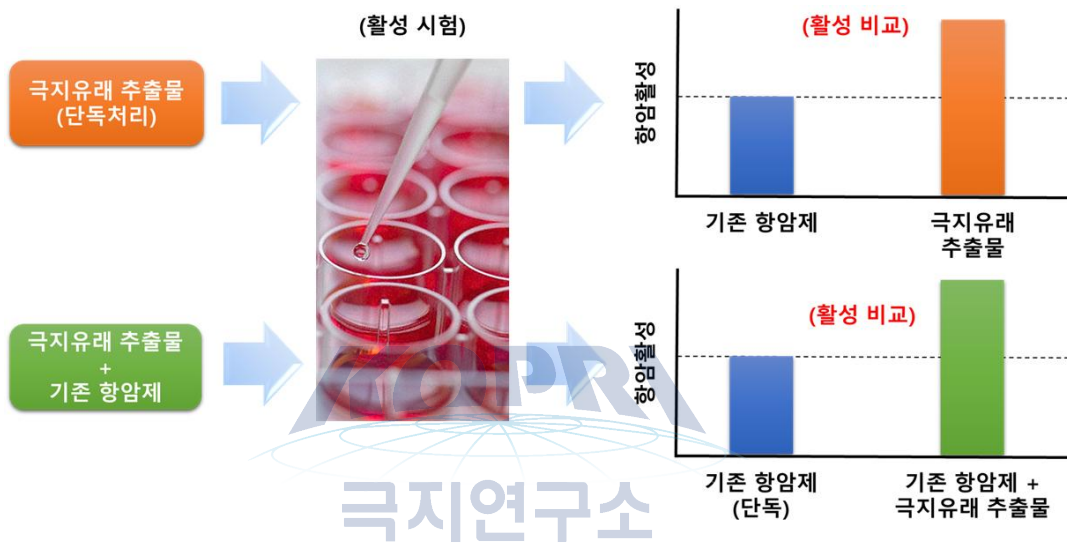 (활성 시험)
극지유래 추출물
(단독처리)
(활성 비교)
항암활성
기존 항암제
극지유래
추출물
극지유래 추출물
+
기존 항암제
(활성 비교)
항암활성
기존 항암제
(단독)
기존 항암제 +
극지유래 추출물
KOPRI
극지연구소